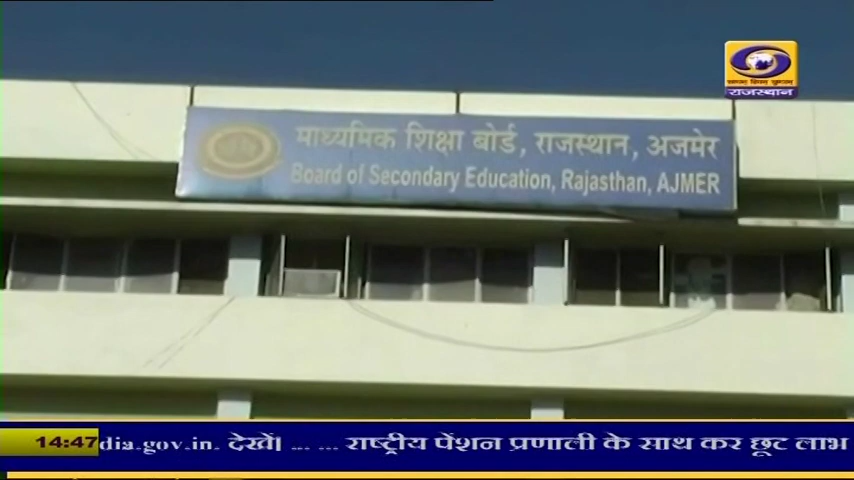 राजस्थान
माध्यमिक शिक्षा बोर्ड, राजस्थान, अजमेर
Board of Secondary Education, Rajasthan, AJMER
14:47 dia.gov.in. देखें। ... ... राष्ट्रीय पेंशन प्रणाली के साथ कर छूट लाभ